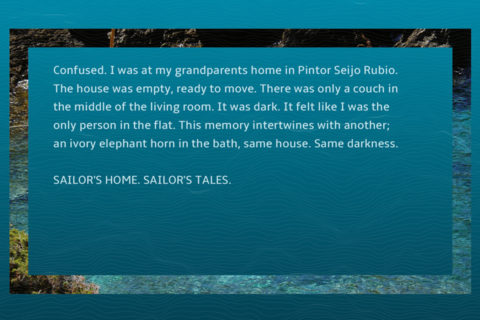 Confused. I was at my grandparents home in Pintor Seijo Rubio.
The house was empty, ready to move. There was only a couch in
the middle of the living room. It was dark. It felt like I was the
only person in the flat. This memory intertwines with another;
an ivory elephant horn in the bath, same house. Same darkness.
SAILOR'S HOME. SAILOR'S TALES.